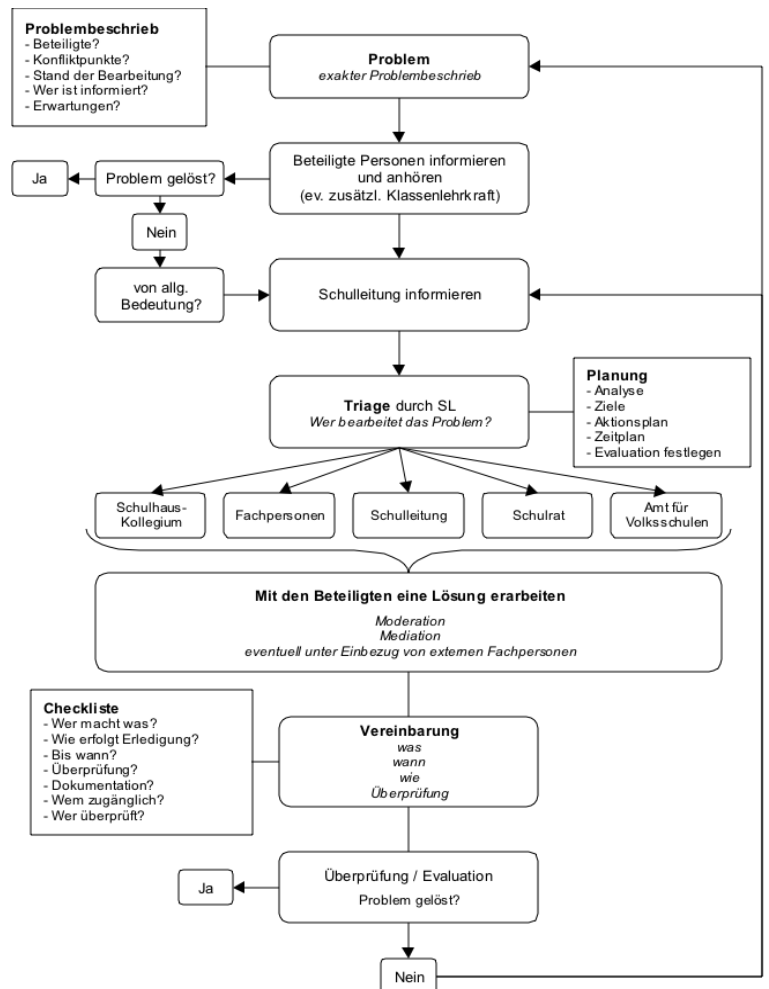 Problembeschrieb
- Beteiligte?
- Konfliktpunkte?
- Stand der Bearbeitung?
- Wer ist informiert?
- Erwartungen?
Problem
exakter Problembeschrieb
Beteiligte Personen informieren
und anhören
(ev. zusätzl. Klassenlehrkraft)
Problem gelöst?
Ja
Nein
von allg.
Bedeutung?
Schulleitung informieren
Triage durch SL
Wer bearbeitet das Problem?
Planung
- Analyse
- Ziele
- Aktionsplan
- Zeitplan
- Evaluation festlegen
Schulhaus-
Kollegium
Fachpersonen
Schulleitung
Schulrat
Amt für
Volksschulen
Mit den Beteiligten eine Lösung erarbeiten
Moderation
Mediation
eventuell unter Einbezug von externen Fachpersonen
Checkliste
- Wer macht was?
- Wie erfolgt Erledigung?
- Bis wann?
- Überprüfung?
- Dokumentation?
- Wem zugänglich?
- Wer überprüft?
Vereinbarung
was
wann
wie
Überprüfung
Überprüfung / Evaluation
Problem gelöst?
Ja
Nein